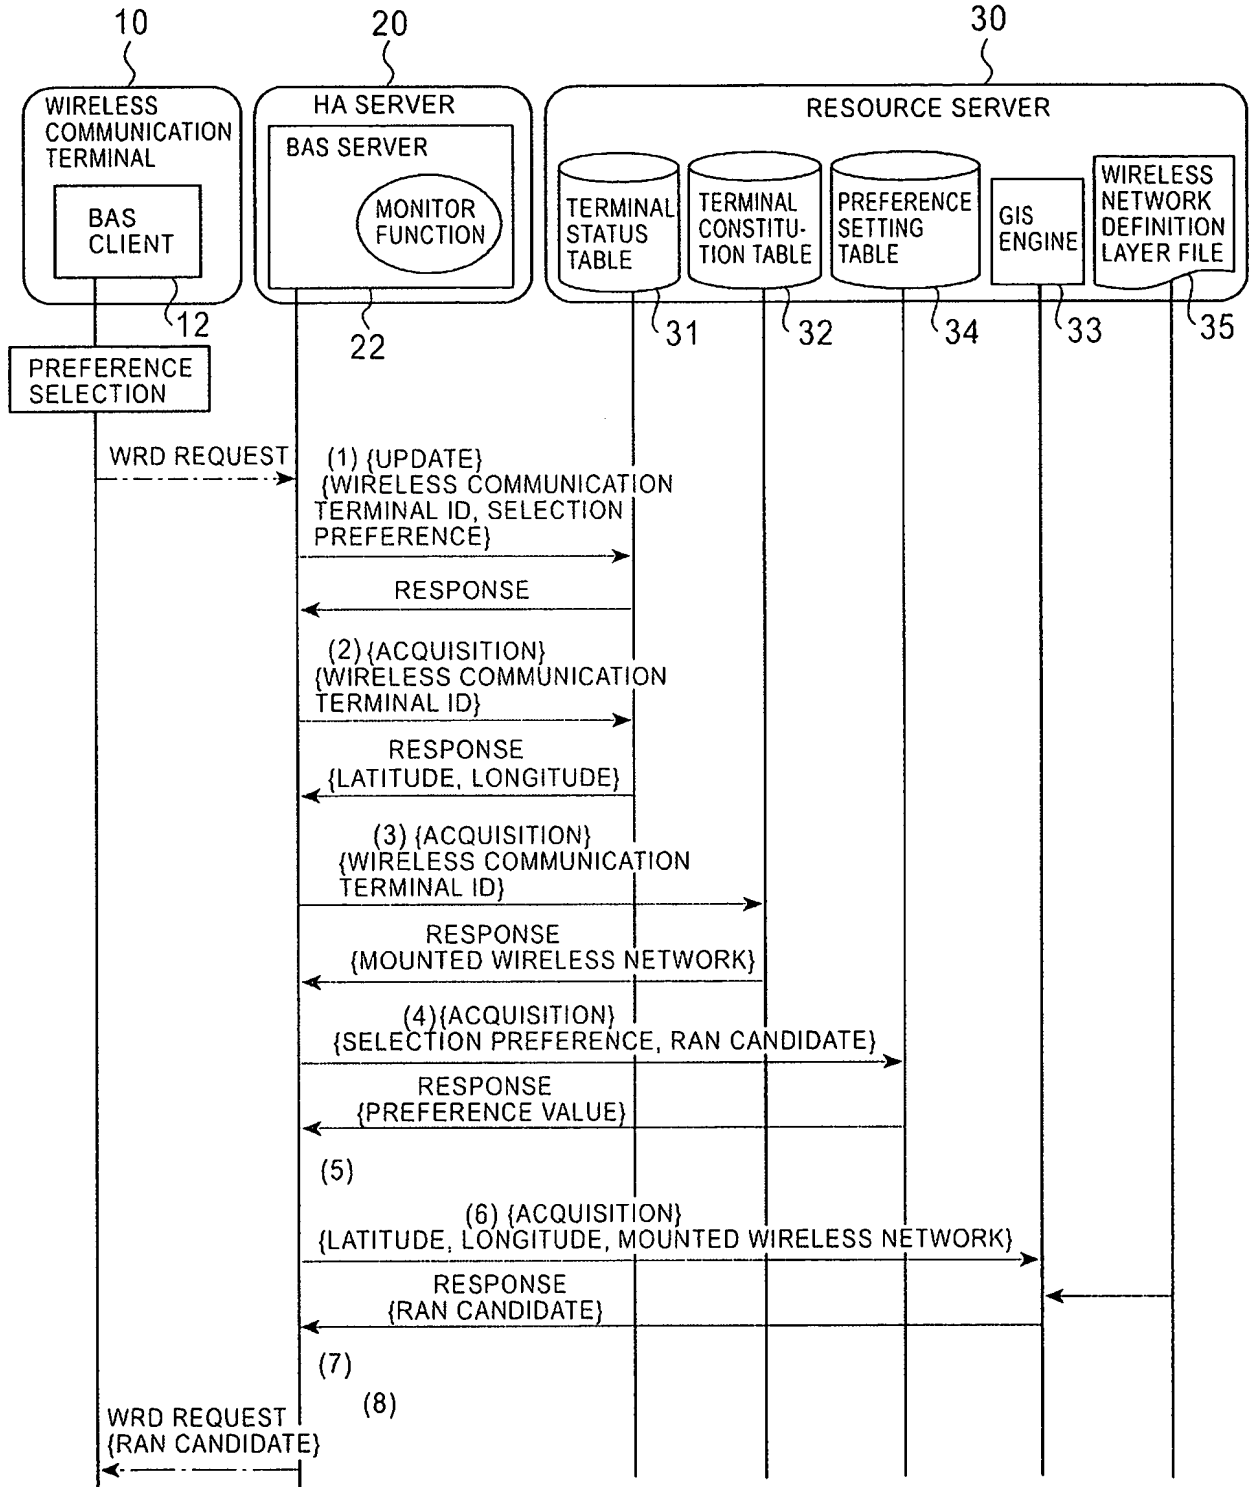 10
20
30
WIRELESS
COMMUNICATION
TERMINAL
BAS
CLIENT
12
HA SERVER
BAS SERVER
MONITOR
FUNCTION
22
RESOURCE SERVER
TERMINAL
STATUS
TABLE
31
TERMINAL
CONSTITU-
TION TABLE
32
PREFERENCE
SETTING
TABLE
34
GIS
ENGINE
33
WIRELESS
NETWORK
DEFINITION
LAYER FILE
35
PREFERENCE
SELECTION
WRD REQUEST
(1) {UPDATE}
{WIRELESS COMMUNICATION
TERMINAL ID, SELECTION
PREFERENCE}
RESPONSE
(2) {ACQUISITION}
{WIRELESS COMMUNICATION
TERMINAL ID}
RESPONSE
{LATITUDE, LONGITUDE}
(3) {ACQUISITION}
{WIRELESS COMMUNICATION
TERMINAL ID}
RESPONSE
{MOUNTED WIRELESS NETWORK}
(4) {ACQUISITION}
{SELECTION PREFERENCE, RAN CANDIDATE}
RESPONSE
{PREFERENCE VALUE}
(5)
(6) {ACQUISITION}
{LATITUDE, LONGITUDE, MOUNTED WIRELESS NETWORK}
RESPONSE
{RAN CANDIDATE}
(7)
(8)
WRD REQUEST
{RAN CANDIDATE}